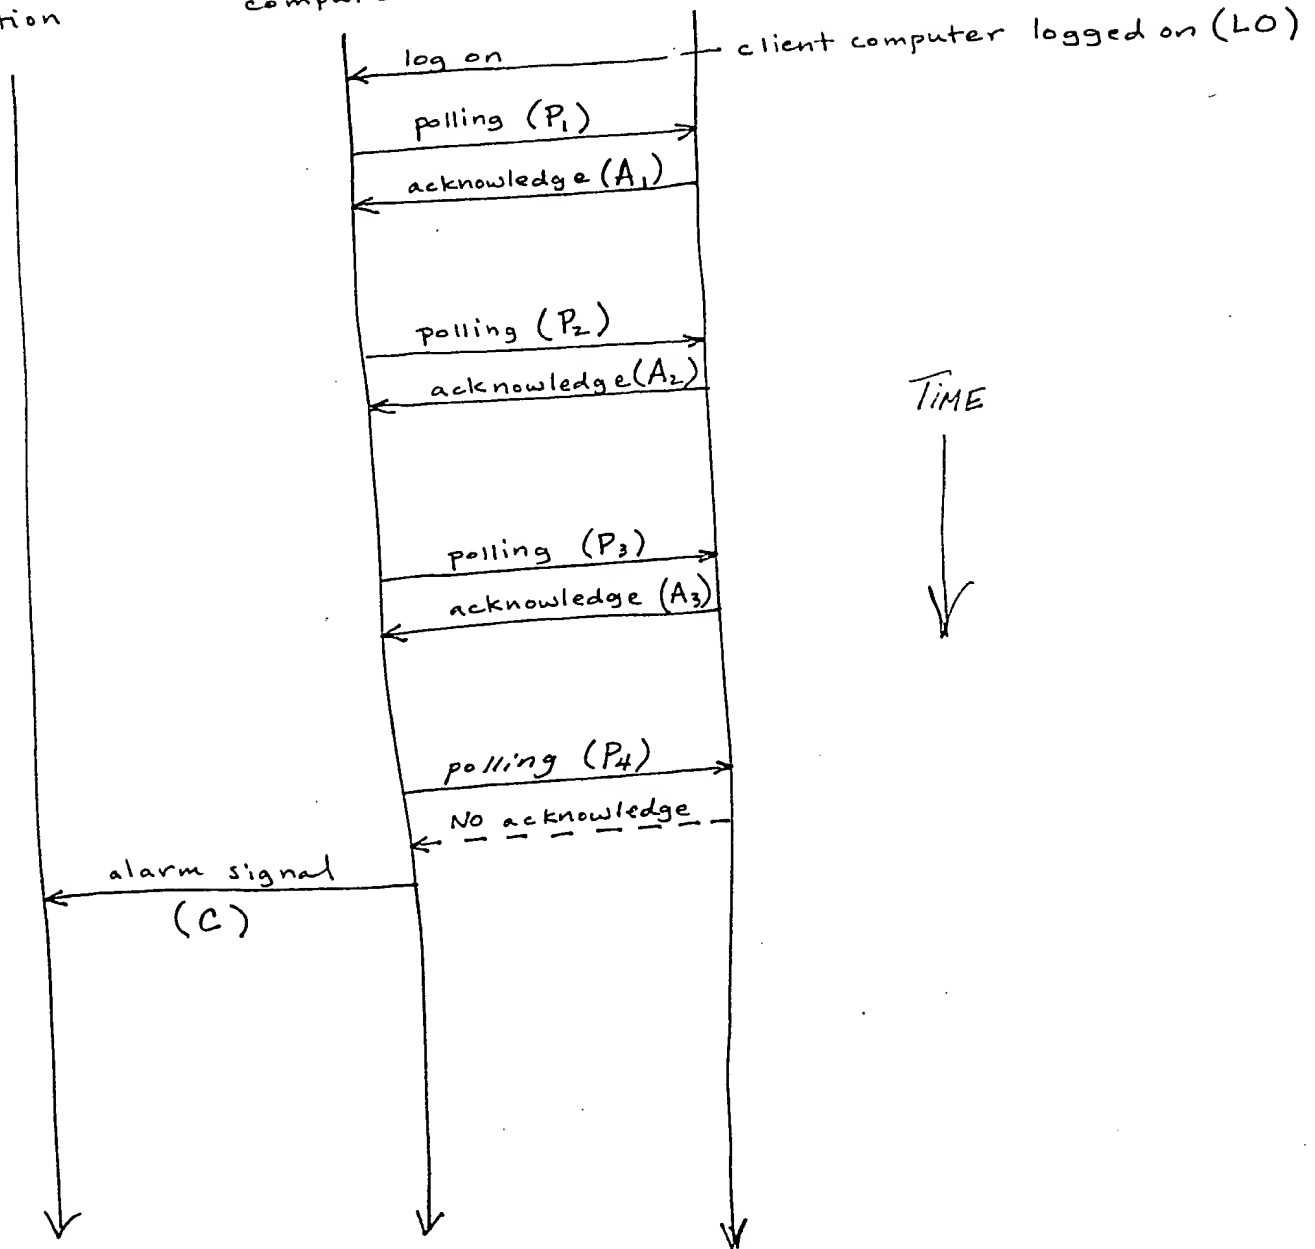 client computer logged on (LO)
log on
polling (P₁)
acknowledge (A₁)
polling (P₂)
acknowledge (A₂)
TIME
polling (P₃)
acknowledge (A₃)
polling (P₄)
NO acknowledge
alarm signal
(C)